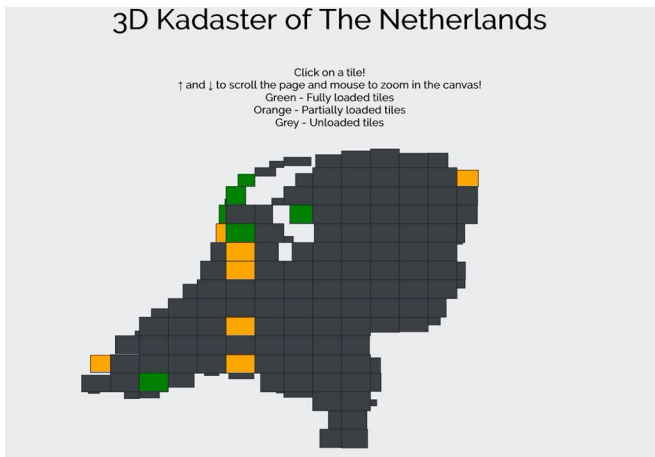 3D Kadaster of The Netherlands
Click on a tile!
↑ and ↓ to scroll the page and mouse to zoom in the canvas!
Green - Fully loaded tiles
Orange - Partially loaded tiles
Grey - Unloaded tiles